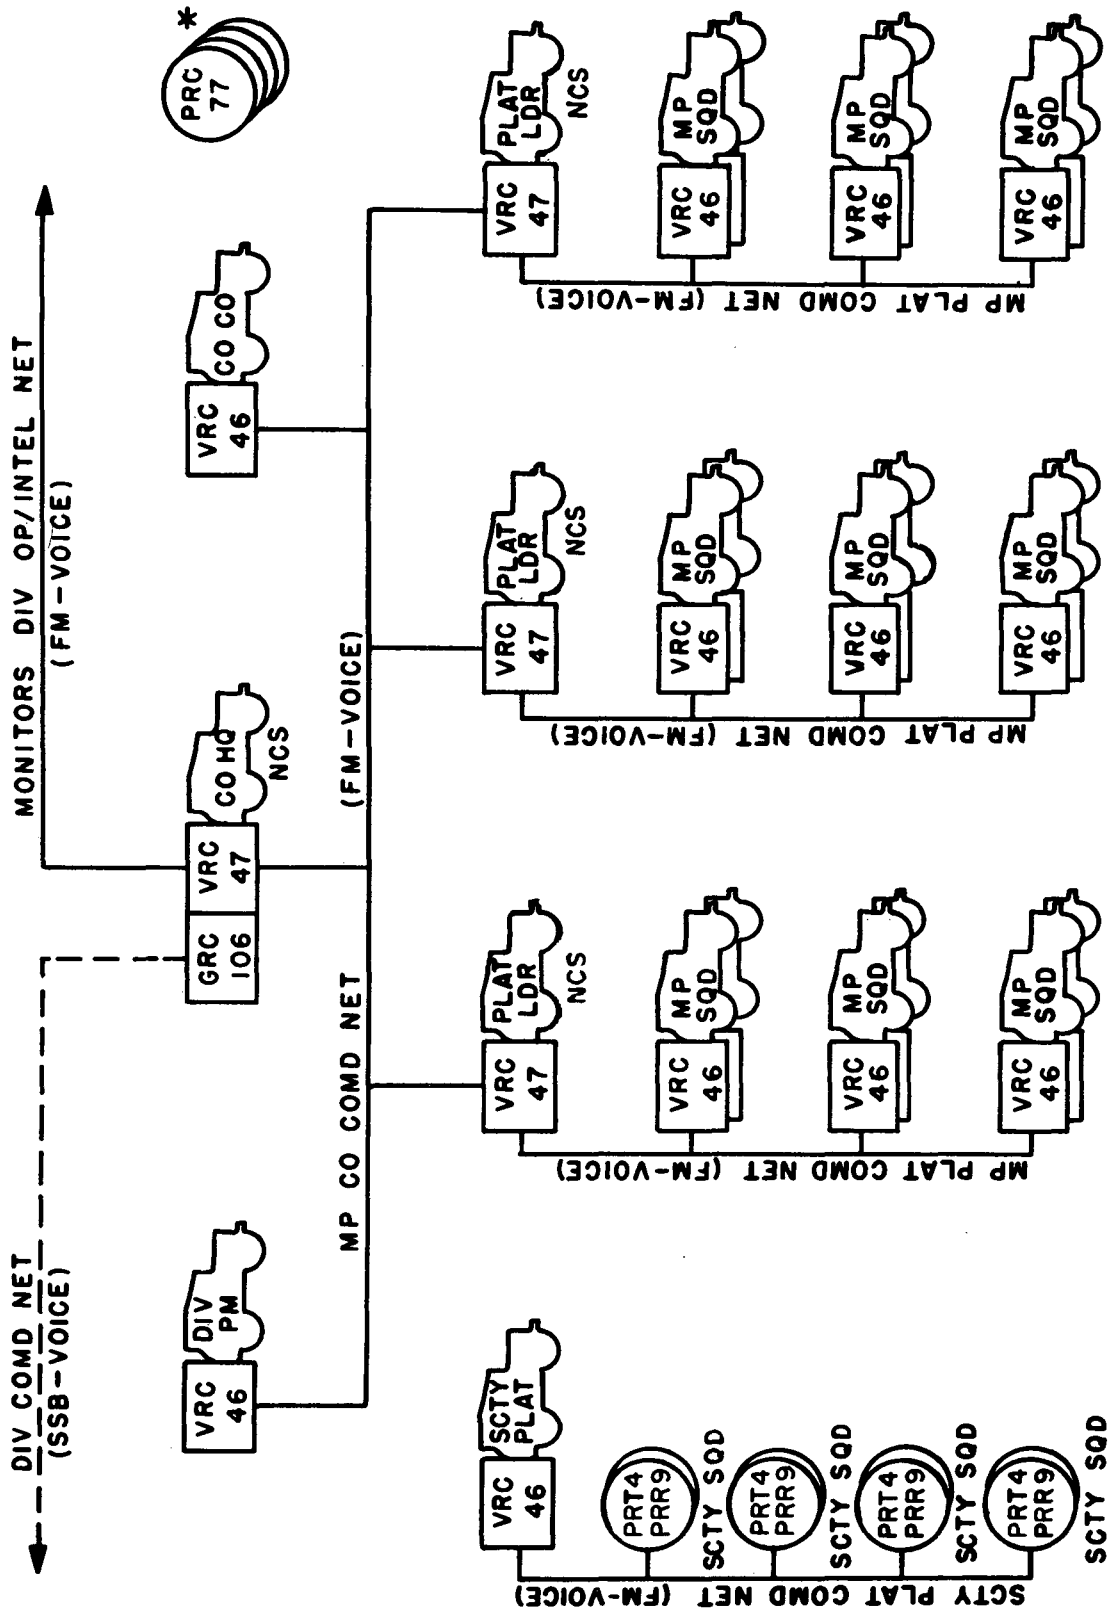 DIV COMD NET
(SSB-VOICE)
MONITORS DIV OP/INTEL NET
(FM-VOICE)
VRC
46
DIV
PM
GRC
106
VRC
47
CO HQ
NCS
VRC
46
CO CO
*
PRC
77
MP CO COMD NET
(FM-VOICE)
SCTY PLAT COMD NET (FM-VOICE)
VRC
46
SCTY
PLAT
PRT4
PRR9
SCTY SQD
PRT4
PRR9
SCTY SQD
PRT4
PRR9
SCTY SQD
PRT4
PRR9
SCTY SQD
MP PLAT COMD NET (FM-VOICE)
VRC
47
PLAT
LDR
NCS
VRC
46
MP
SQD
VRC
46
MP
SQD
VRC
46
MP
SQD
MP PLAT COMD NET (FM-VOICE)
VRC
47
PLAT
LDR
NCS
VRC
46
MP
SQD
VRC
46
MP
SQD
VRC
46
MP
SQD
MP PLAT COMD NET (FM-VOICE)
VRC
47
PLAT
LDR
NCS
VRC
46
MP
SQD
VRC
46
MP
SQD
VRC
46
MP
SQD